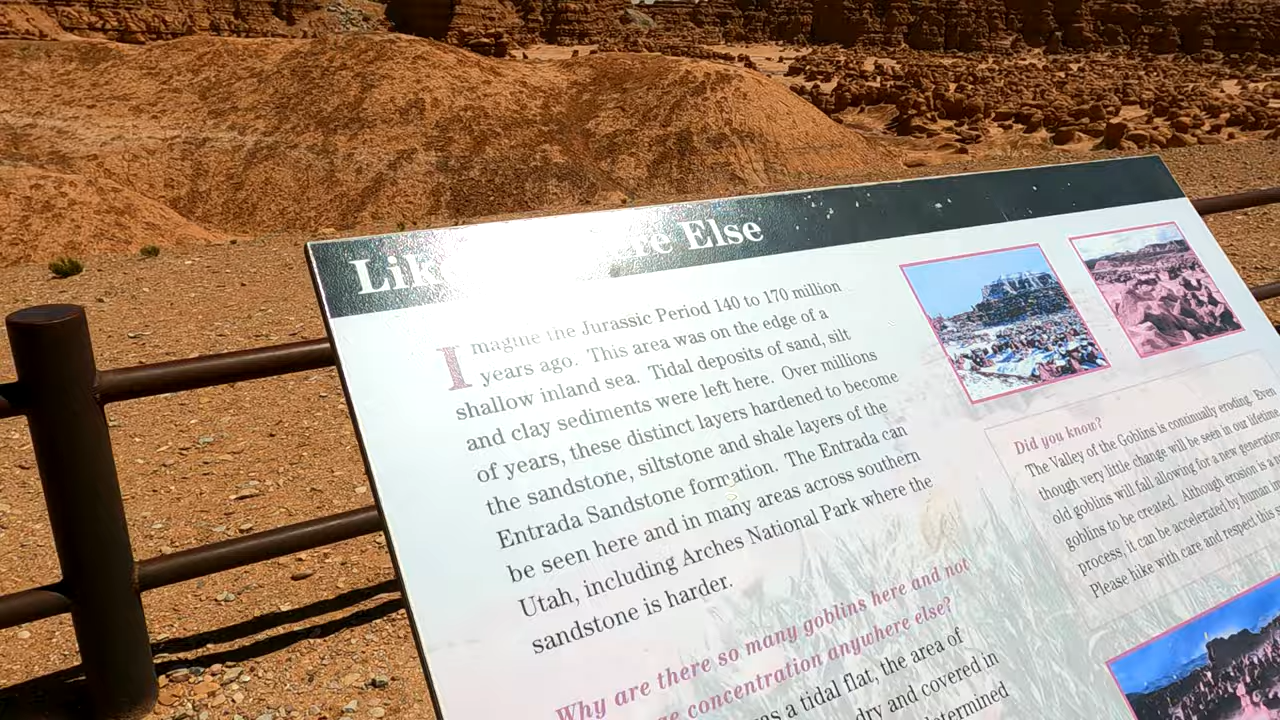 Else
Imagine the Jurassic Period 140 to 170 million
years ago. This area was on the edge of a
shallow inland sea. Tidal deposits of sand, silt
and clay sediments were left here. Over millions
of years, these distinct layers hardened to become
the sandstone, siltstone and shale layers of the
Entrada Sandstone formation. The Entrada can
be seen here and in many areas across southern
Utah, including Arches National Park where the
sandstone is harder.
Why are there so many goblins here and not
concentration anywhere else?
a tidal flat, the area of
dry and covered in
Did you know?
The Valley of the Goblins is continually eroding. Even
though very little change will be seen in our lifetime
old goblins will fall allowing for a new generation
goblins to be created. Although erosion is a
process, it can be accelerated by human
Please hike with care and respect this